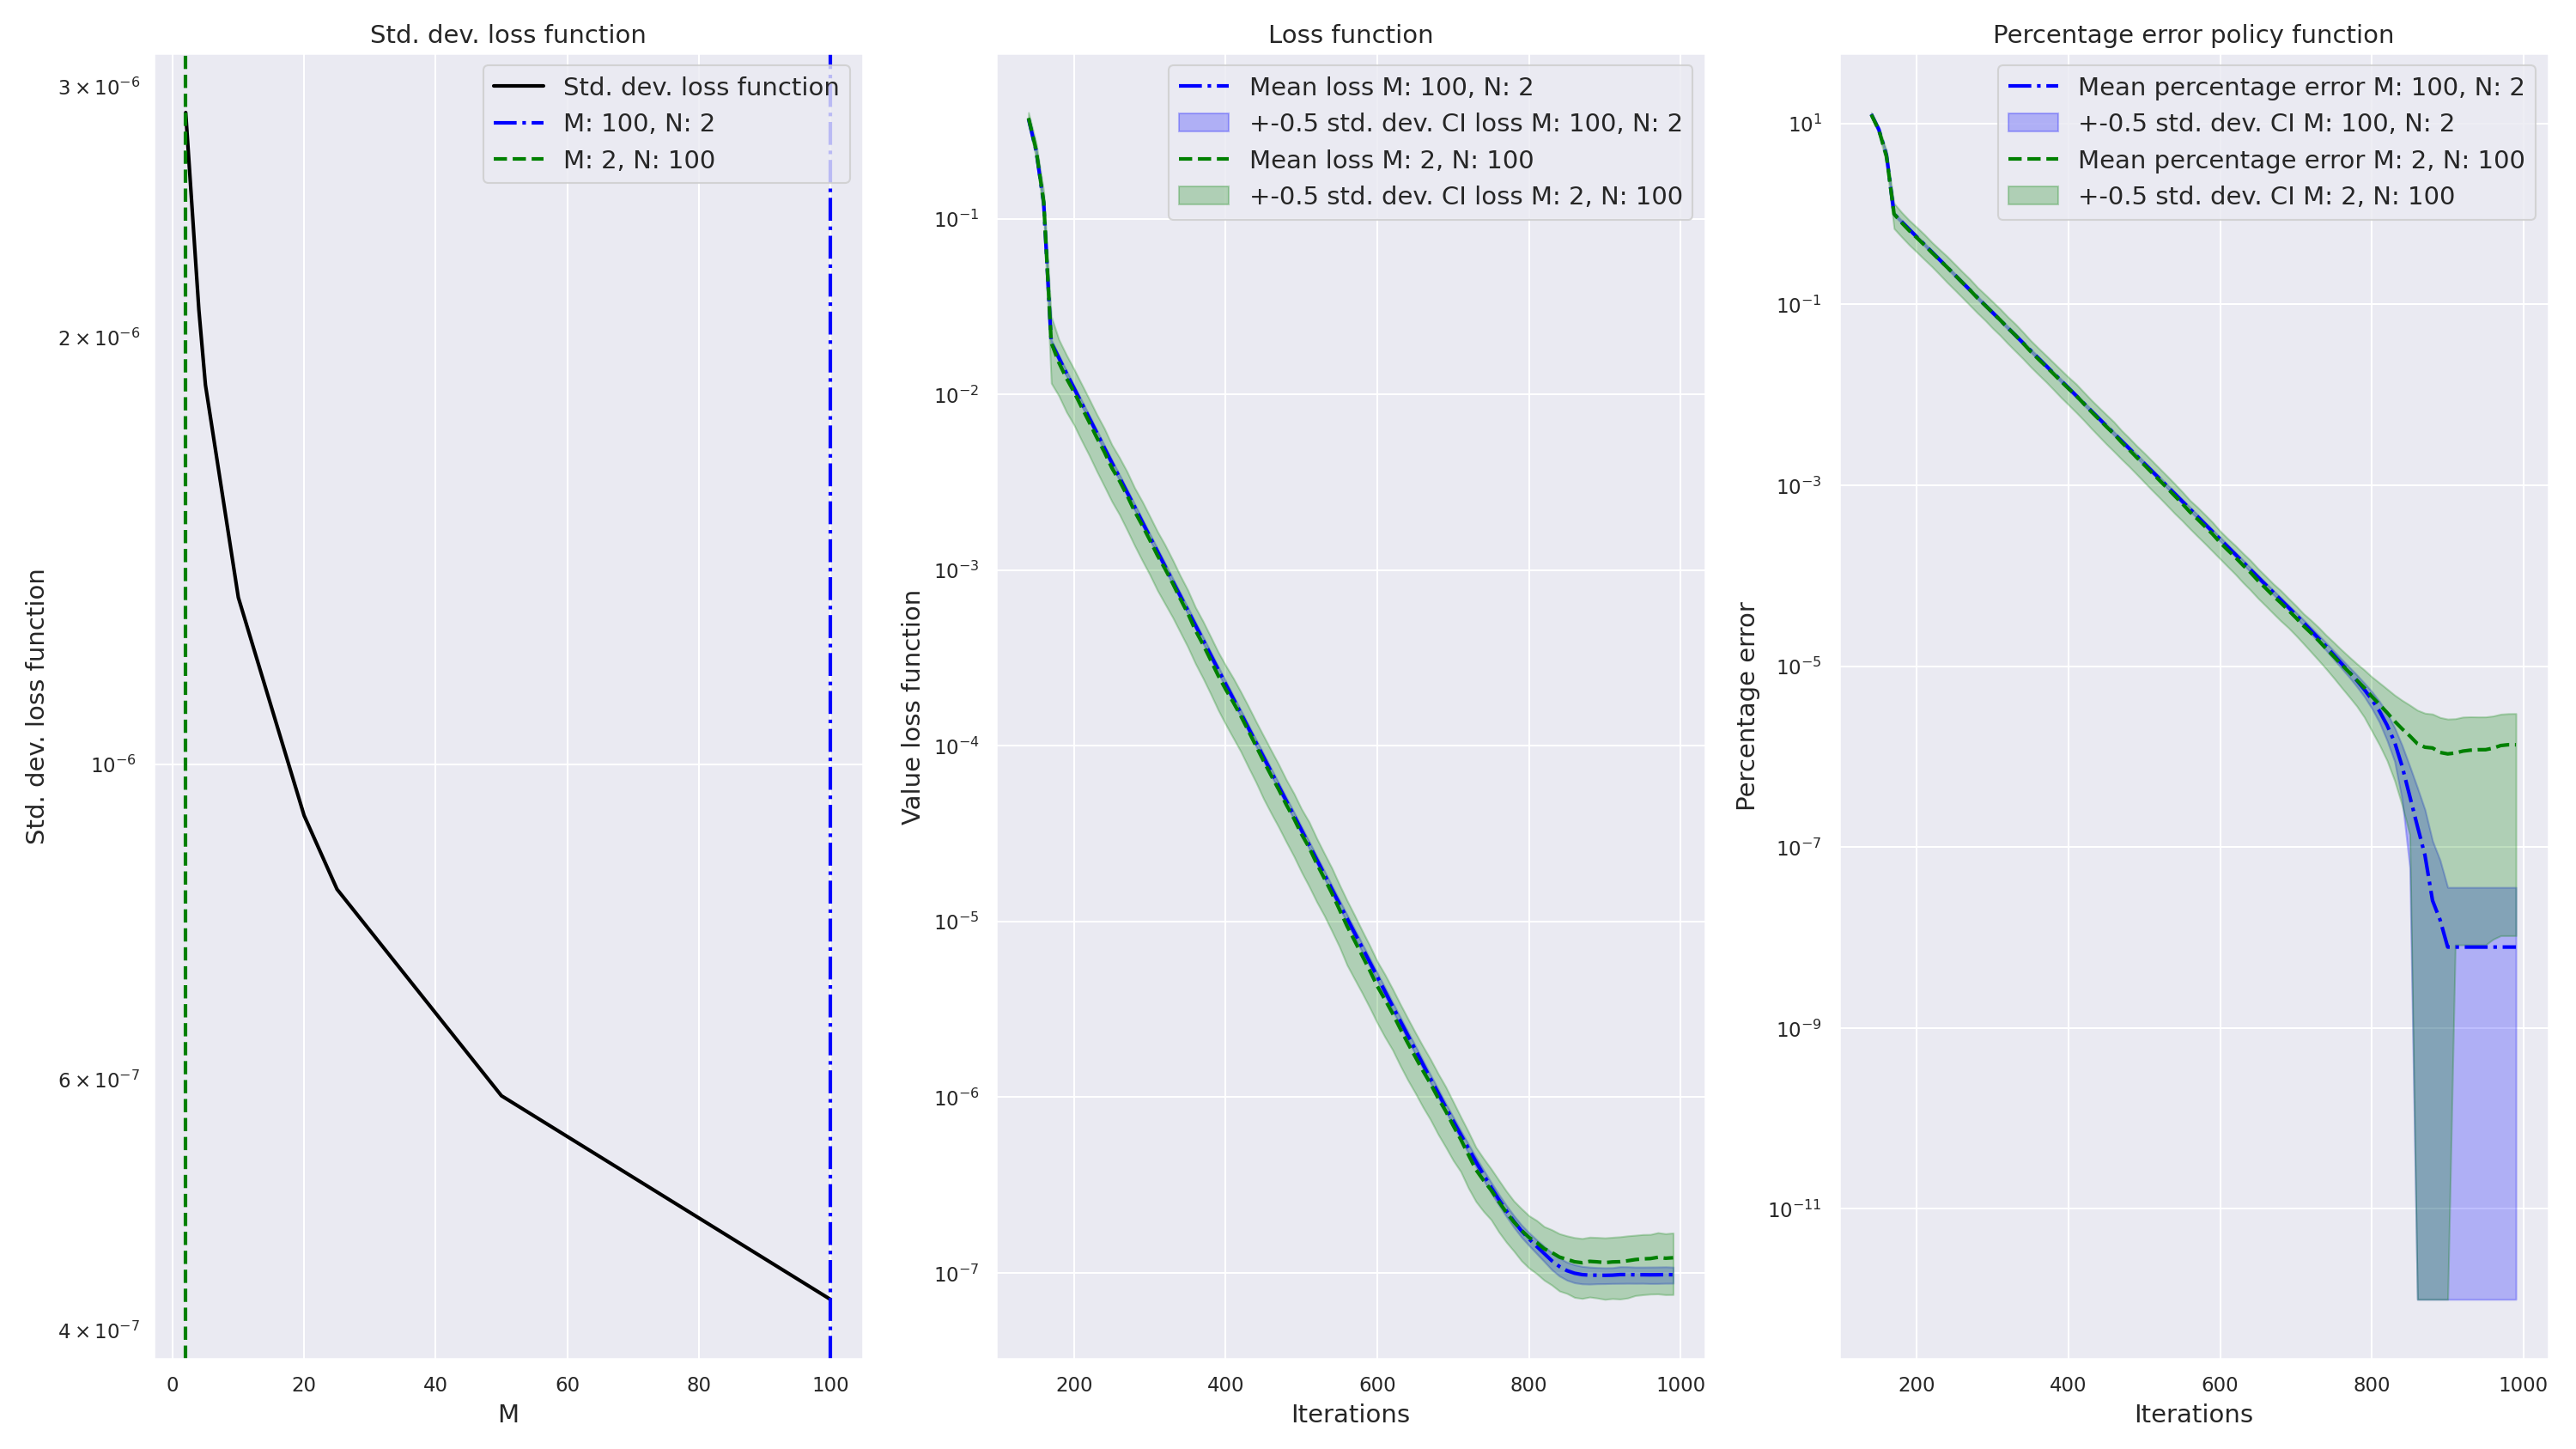 Std. dev. loss function
Std. dev. loss function
M: 100, N: 2
M: 2, N: 100
3 × 10⁻⁶
2 × 10⁻⁶
10⁻⁶
6 × 10⁻⁷
4 × 10⁻⁷
Std. dev. loss function
0 20 40 60 80 100
M
Loss function
Mean loss M: 100, N: 2
+-0.5 std. dev. CI loss M: 100, N: 2
Mean loss M: 2, N: 100
+-0.5 std. dev. CI loss M: 2, N: 100
10⁻¹
10⁻²
10⁻³
10⁻⁴
10⁻⁵
10⁻⁶
10⁻⁷
Value loss function
200 400 600 800 1000
Iterations
Percentage error policy function
Mean percentage error M: 100, N: 2
+-0.5 std. dev. CI M: 100, N: 2
Mean percentage error M: 2, N: 100
+-0.5 std. dev. CI M: 2, N: 100
10¹
10⁻¹
10⁻³
10⁻⁵
10⁻⁷
10⁻⁹
10⁻¹¹
Percentage error
200 400 600 800 1000
Iterations